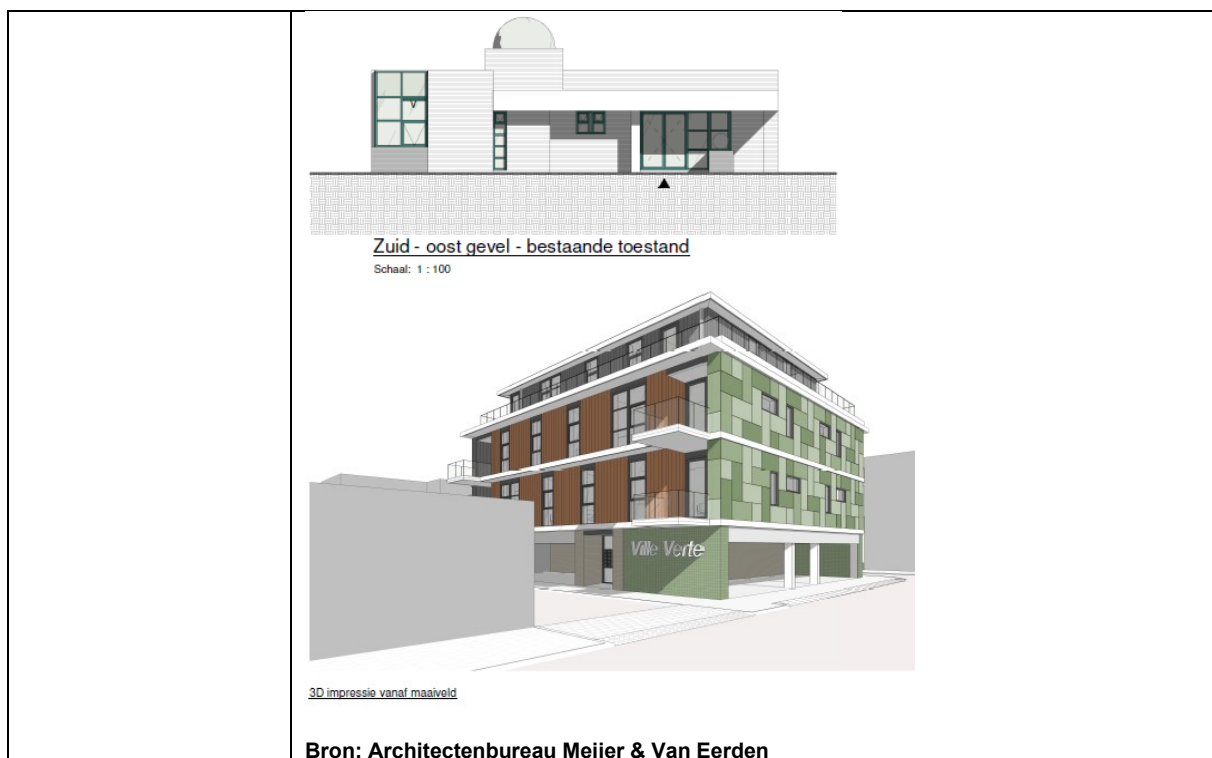 Zuid - oost gevel - bestaande toestand
Schaal: 1 : 100
Ville Verte
3D impressie vanaf maaiveld
Bron: Architectenbureau Meijer & Van Eerden